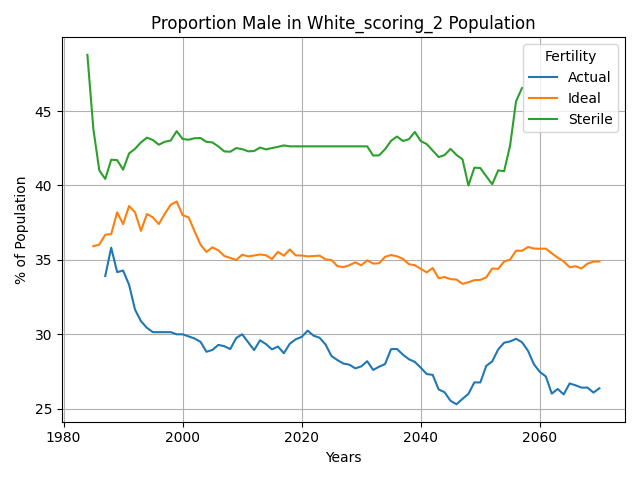 Proportion Male in White_scoring_2 Population
Fertility
Actual
Ideal
Sterile
% of Population
45
40
35
30
25
1980
2000
2020
2040
2060
Years